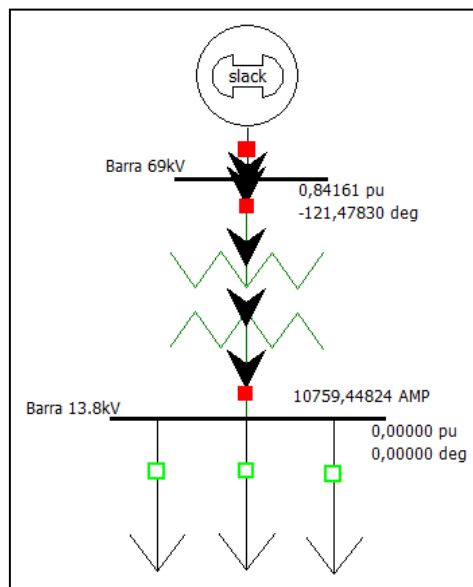 slack
Barra 69kV
0,84161 pu
-121,47830 deg
10759,44824 AMP
Barra 13.8kV
0,00000 pu
0,00000 deg